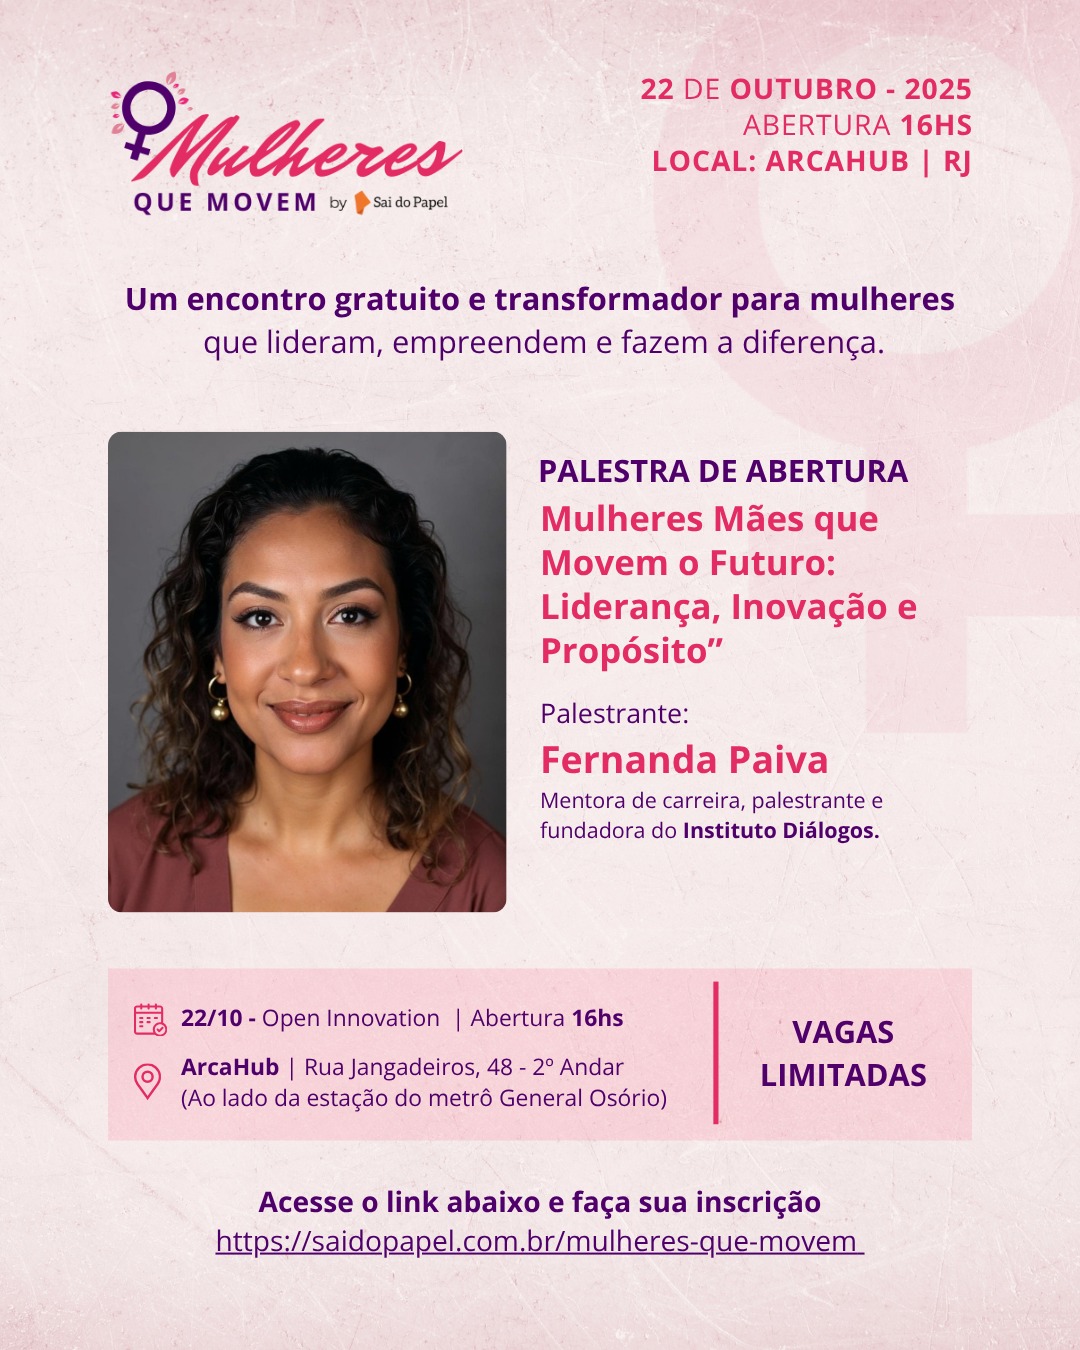 Mulheres
QUE MOVEM by Sai do Papel
22 DE OUTUBRO - 2025
ABERTURA 16HS
LOCAL: ARCAHUB | RJ
Um encontro gratuito e transformador para mulheres
que lideram, empreendem e fazem a diferença.
PALESTRA DE ABERTURA
Mulheres Mães que
Movem o Futuro:
Liderança, Inovação e
Propósito”
Palestrante:
Fernanda Paiva
Mentora de carreira, palestrante e
fundadora do Instituto Diálogos.
22/10 - Open Innovation | Abertura 16hs
ArcaHub | Rua Jangadeiros, 48 - 2º Andar
(Ao lado da estação do metrô General Osório)
VAGAS
LIMITADAS
Acesse o link abaixo e faça sua inscrição
https://saidopapel.com.br/mulheres-que-movem